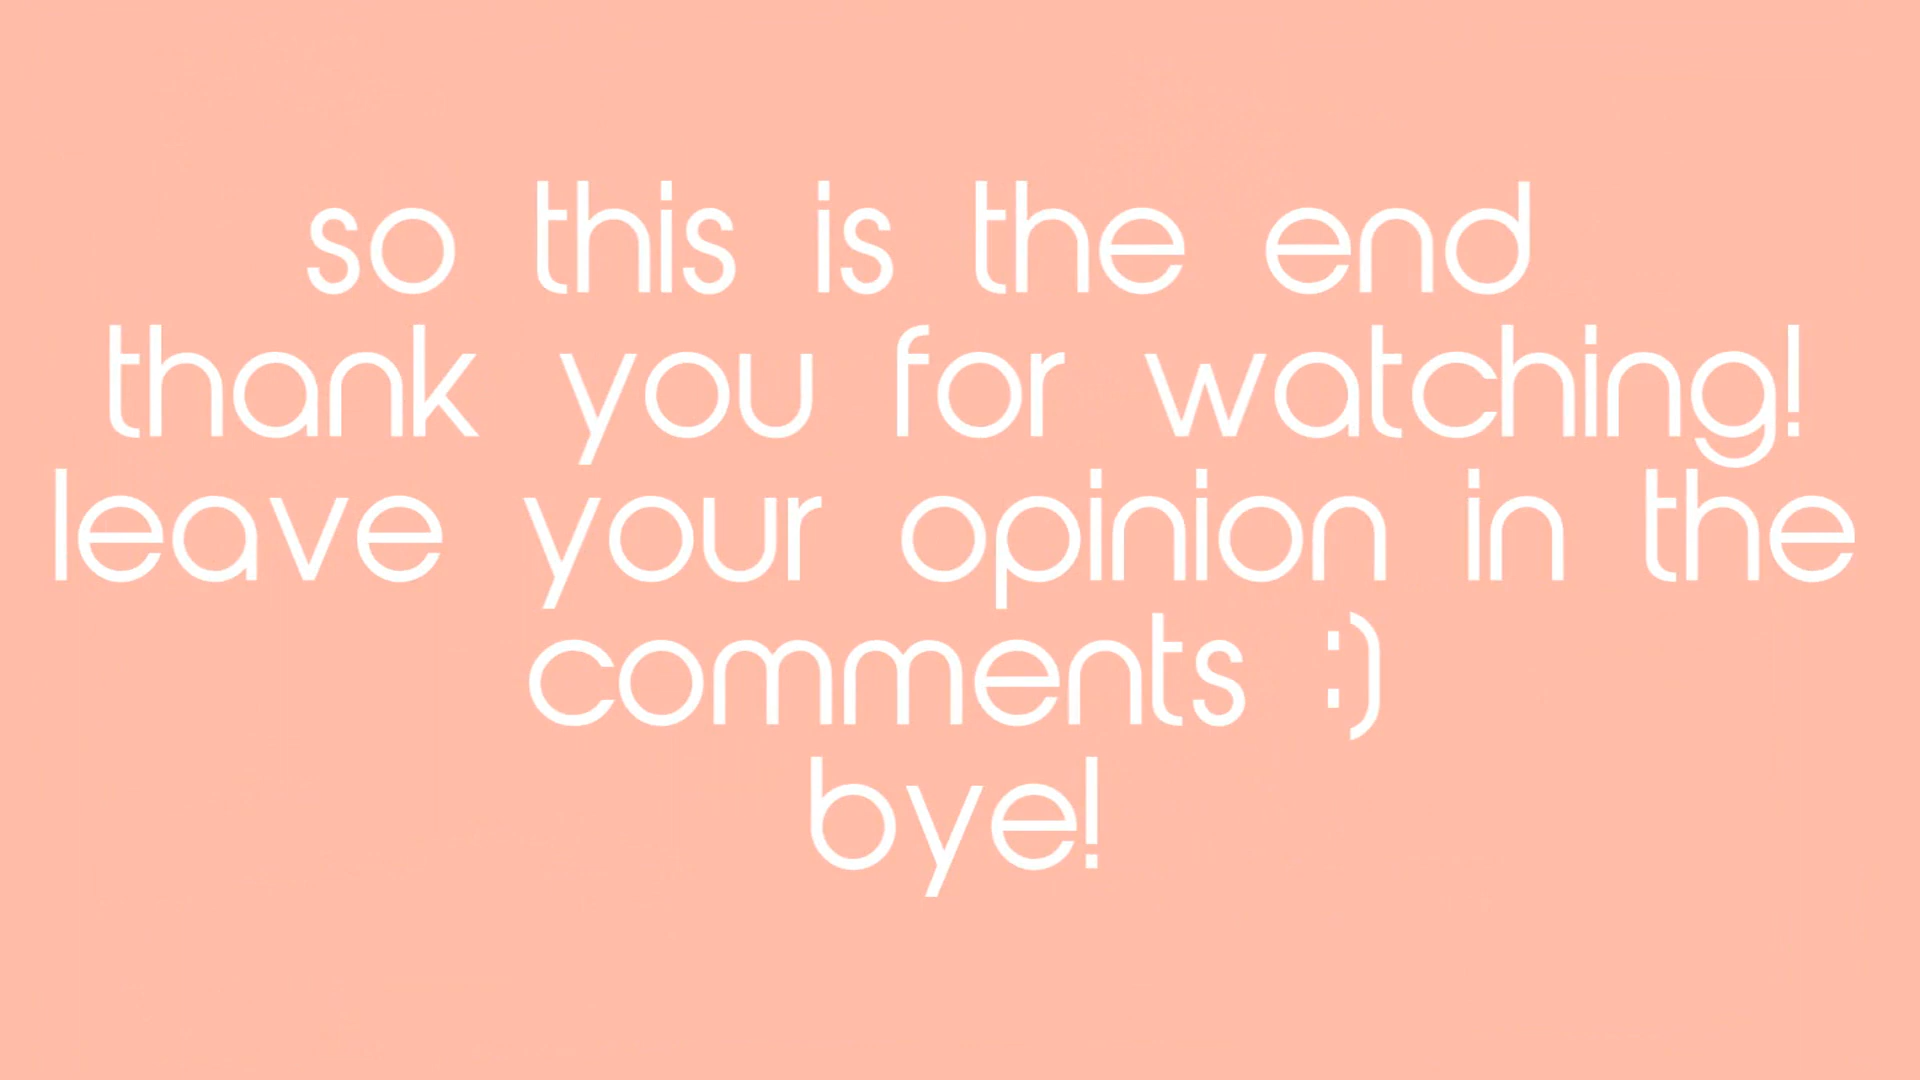 so this is the end
thank you for watching!
leave your opinion in the
comments :)
bye!